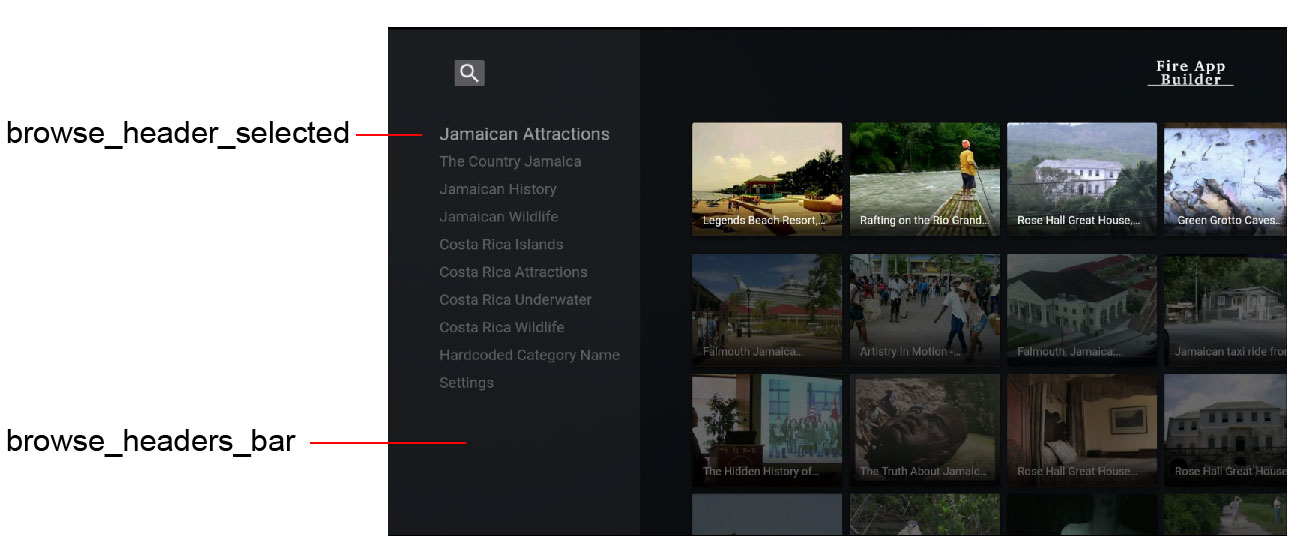 Fire App
Builder
browse_header_selected
Jamaican Attractions
The Country Jamaica
Jamaican History
Jamaican Wildlife
Costa Rica Islands
Costa Rica Attractions
Costa Rica Underwater
Costa Rica Wildlife
Hardcoded Category Name
Settings
browse_headers_bar
Legends Beach Resort,...
Rafting on the Rio Grand...
Rose Hall Great House,...
Green Grotto Caves...
Falmouth Jamaica...
Artistry In Motion -...
Falmouth, Jamaica:...
Jamaican taxi ride fro
The Hidden History of...
The Truth About Jamaic...
Rose Hall Great House...
Rose Hall Great House